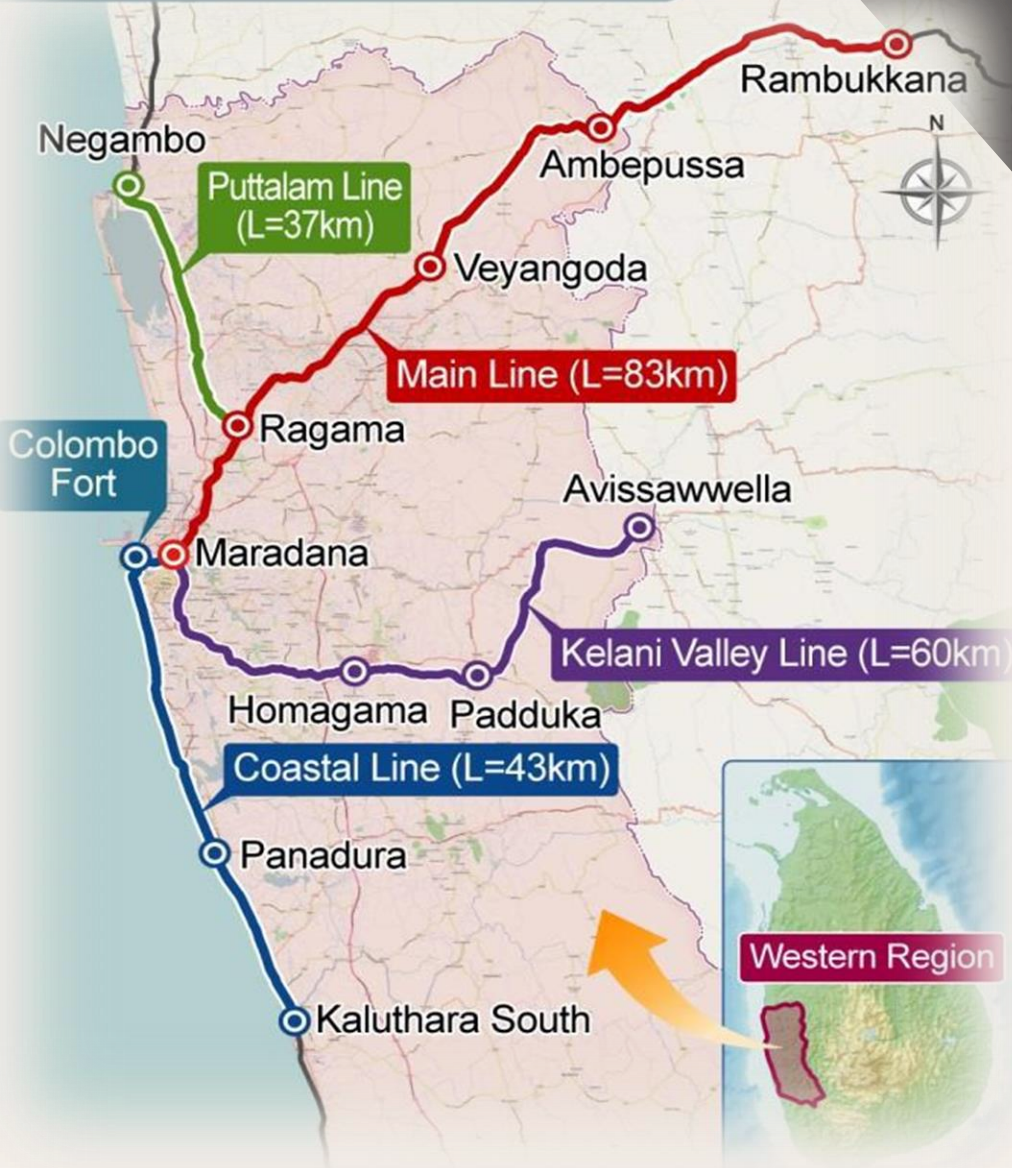 Rambukkana
N
Negambo
Ambepussa
Puttalam Line
(L=37km)
Veyangoda
Main Line (L=83km)
Ragama
Colombo
Fort
Avissawwella
Maradana
Kelani Valley Line (L=60km)
Homagama
Padduka
Coastal Line (L=43km)
Panadura
Western Region
Kaluthara South